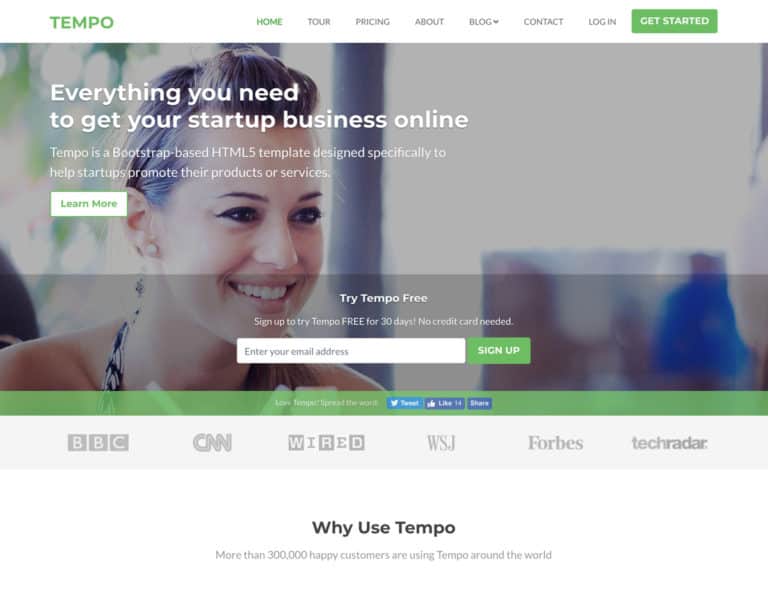 TEMPO
HOME TOUR PRICING ABOUT BLOG CONTACT LOG IN GET STARTED
Everything you need
to get your startup business online
Tempo is a Bootstrap-based HTML5 template designed specifically to
help startups promote their products or services.
Learn More
Try Tempo Free
Sign up to try Tempo FREE for 30 days! No credit card needed.
Enter your email address SIGN UP
Love Tempo? Spread the word! Tweet Like 14 Share
BBC CNN WIRED WSJ Forbes techradar.
Why Use Tempo
More than 300,000 happy customers are using Tempo around the world